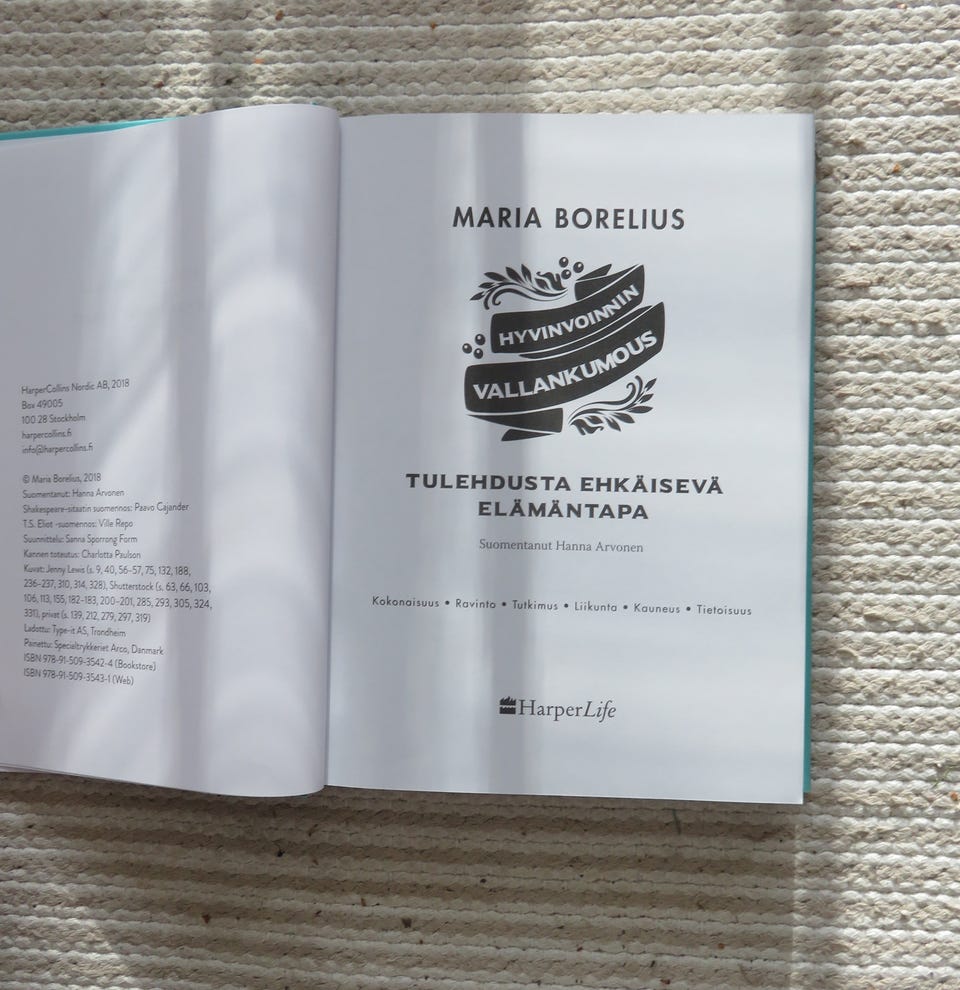 HarperCollins Nordic AB, 2018
Box 49005
100 28 Stockholm
harpercollins.fi
info@harpercollins.fi
© Maria Borelius, 2018
Suomentanut: Hanna Arvonen
Shakespeare-sitaatin suomennos: Paavo Cajander
T.S. Eliot -suomennos: Ville Repo
Suunnittelu: Sanna Sporrong Form
Kannen toteutus: Charlotta Paulson
Kuvat: Jenny Lewis (s. 9, 40, 56–57, 75, 132, 188,
236–237, 310, 314, 328), Shutterstock (s. 63, 66, 103,
106, 113, 155, 182–183, 200–201, 285, 293, 305, 324,
331), privat (s. 139, 212, 279, 297, 319)
Ladottu: Type-it AS, Trondheim
Painettu: Specialtrykkeriet Arco, Danmark
ISBN 978-91-509-3542-4 (Bookstore)
ISBN 978-91-509-3543-1 (Web)
MARIA BORELIUS
HYVINVOINNIN
VALLANKUMOUS
TULEHDUSTA EHKÄISEVÄ
ELÄMÄNTAPA
Suomentanut Hanna Arvonen
Kokonaisuus • Ravinto • Tutkimus • Liikunta • Kauneus • Tietoisuus
HarperLife